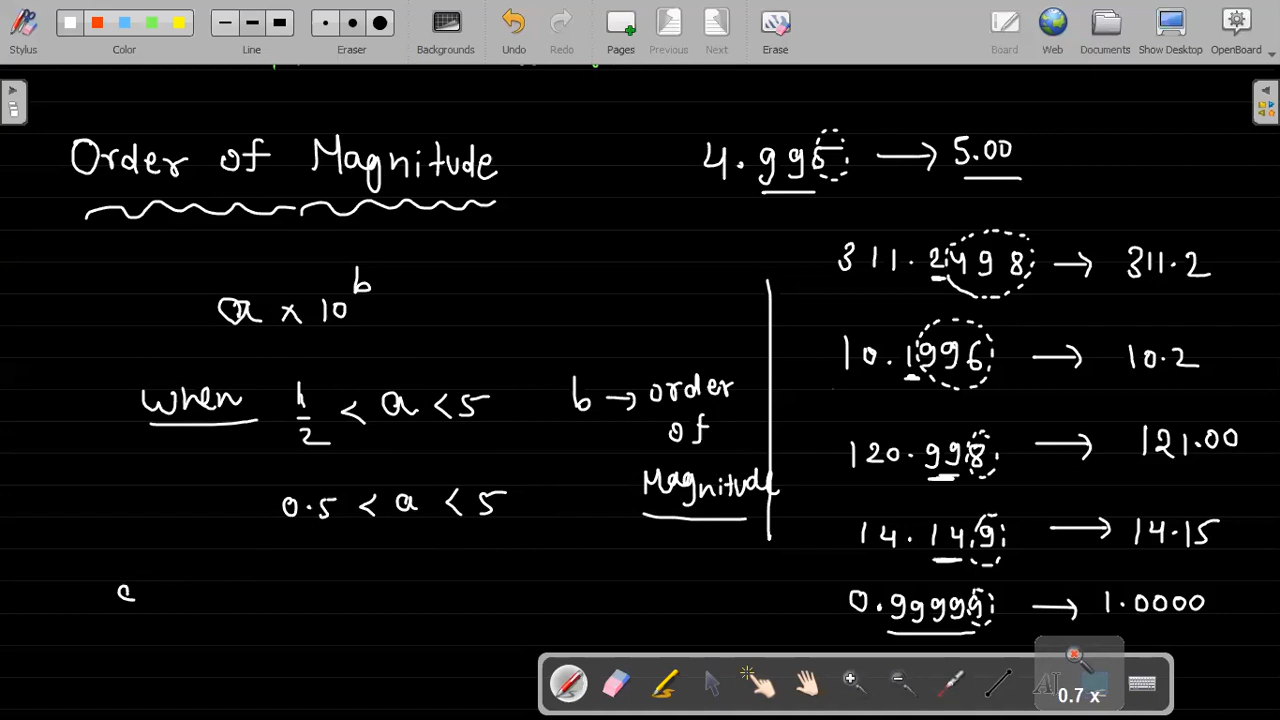 Stylus
Color
Line
Eraser
Backgrounds
Undo
Redo
Pages
Previous
Next
Erase
Board
Web
Documents
Show Desktop
OpenBoard
Order of Magnitude
a × 10^b
when 1/2 < a < 5
0.5 < a < 5
b → order
of
Magnitude
4.995 → 5.00
311.2498 → 311.2
10.1996 → 10.2
120.998 → 121.00
14.149 → 14.15
0.99999 → 1.0000
0.7 x